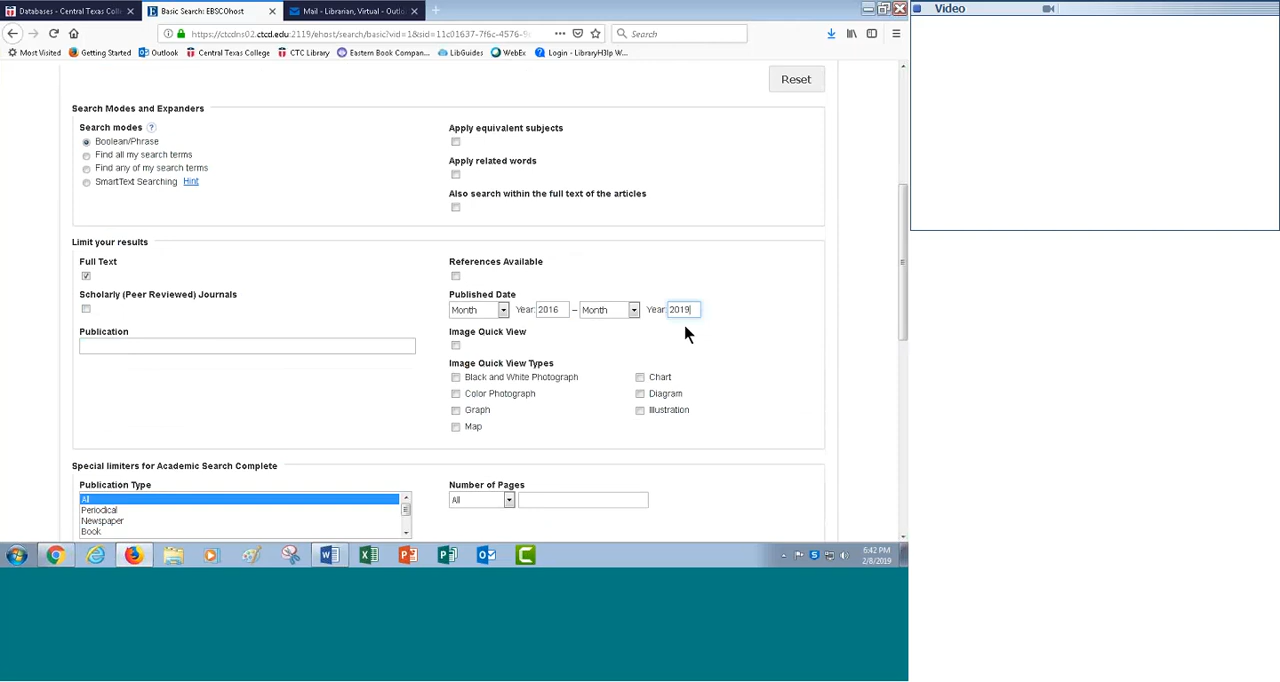 Databases - Central Texas Coll
Basic Search: EBSCOhost
Mail - Librarian, Virtual - Outlo
Video
https://ctcdns02.ctcd.edu:2119/ehost/search/basic?vid=1&sid=11c01637-7f6c-4576-9
Search
Most Visited Getting Started Outlook Central Texas College CTC Library Eastern Book Compan... LibGuides WebEx Login - LibraryH3lp W...
Reset
Search Modes and Expanders
Search modes ?
Boolean/Phrase
Find all my search terms
Find any of my search terms
SmartText Searching Hint
Apply equivalent subjects
Apply related words
Also search within the full text of the articles
Limit your results
Full Text
Scholarly (Peer Reviewed) Journals
Publication
References Available
Published Date
Month Year: 2016 – Month Year: 2019
Image Quick View
Image Quick View Types
Black and White Photograph Chart
Color Photograph Diagram
Graph Illustration
Map
Special limiters for Academic Search Complete
Publication Type
All
Periodical
Newspaper
Book
Number of Pages
All
6:42 PM
2/8/2019